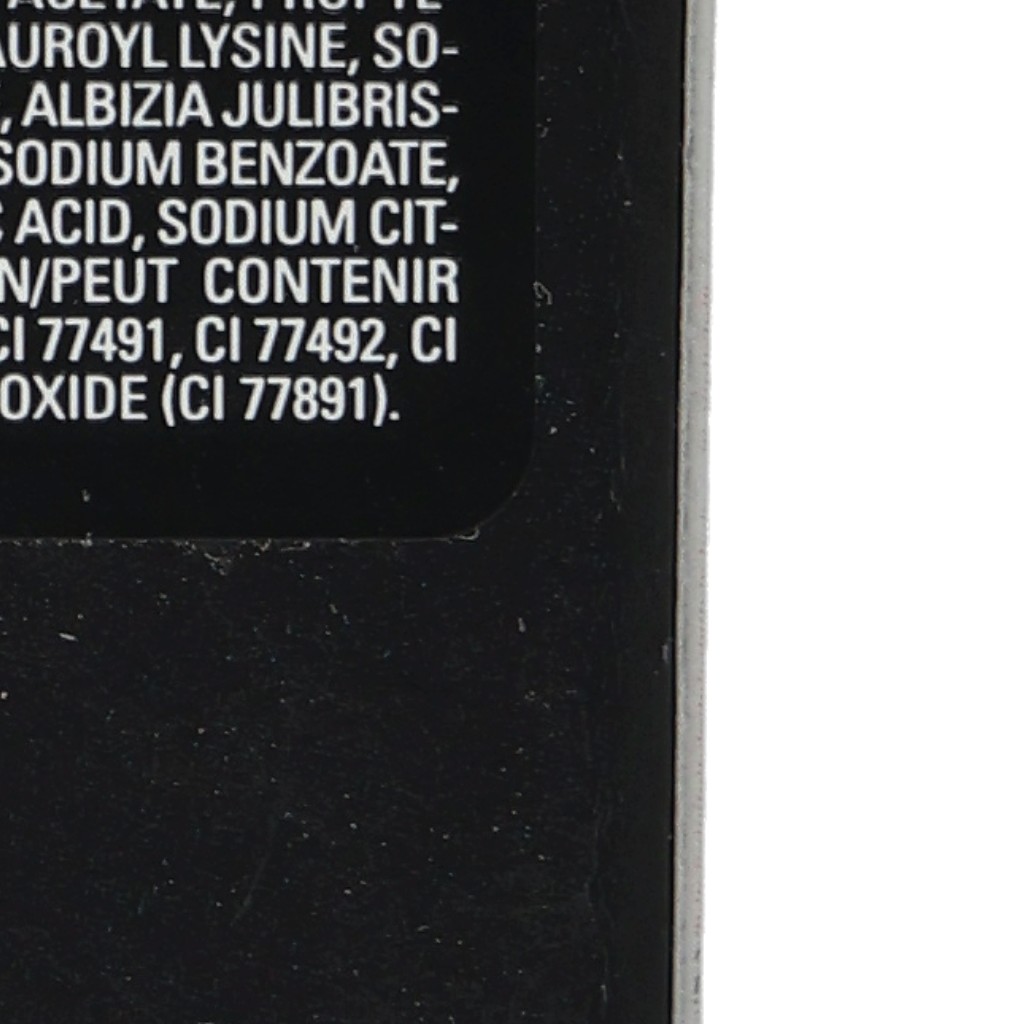 ACETATE,
AUROYL LYSINE, SO-
, ALBIZIA JULIBRIS-
SODIUM BENZOATE,
C ACID, SODIUM CIT-
N/PEUT CONTENIR
CI 77491, CI 77492, CI
OXIDE (CI 77891).